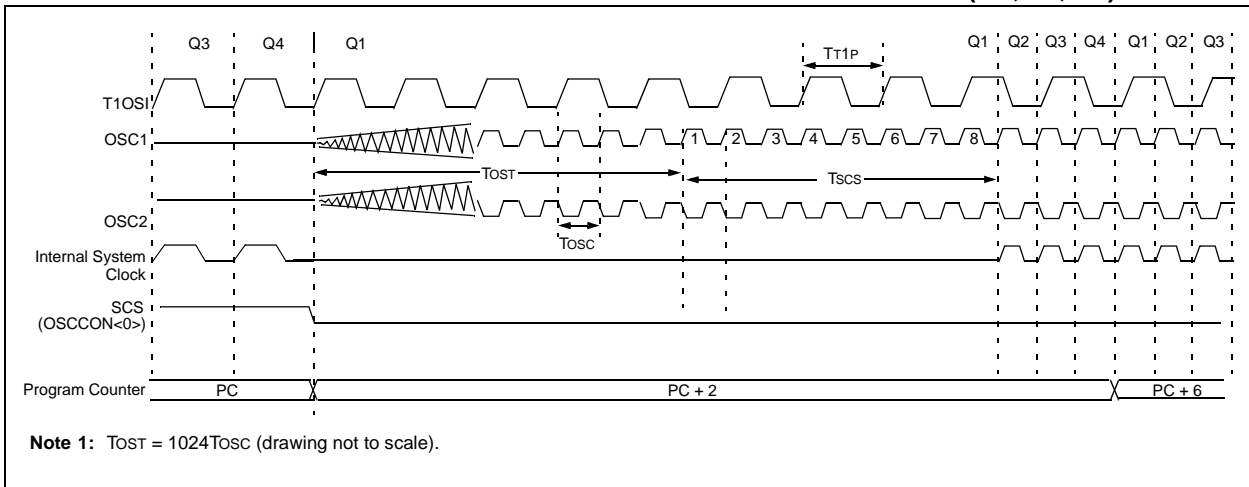 Q3 Q4 Q1 Q1 Q2 Q3 Q4 Q1 Q2 Q3
TT1P
T1OSI
OSC1
1 2 3 4 5 6 7 8
TOST
TSCS
OSC2
TOSC
Internal System
Clock
SCS
(OSCCON<0>)
Program Counter PC PC + 2 PC + 6
Note 1: TOST = 1024TOSC (drawing not to scale).